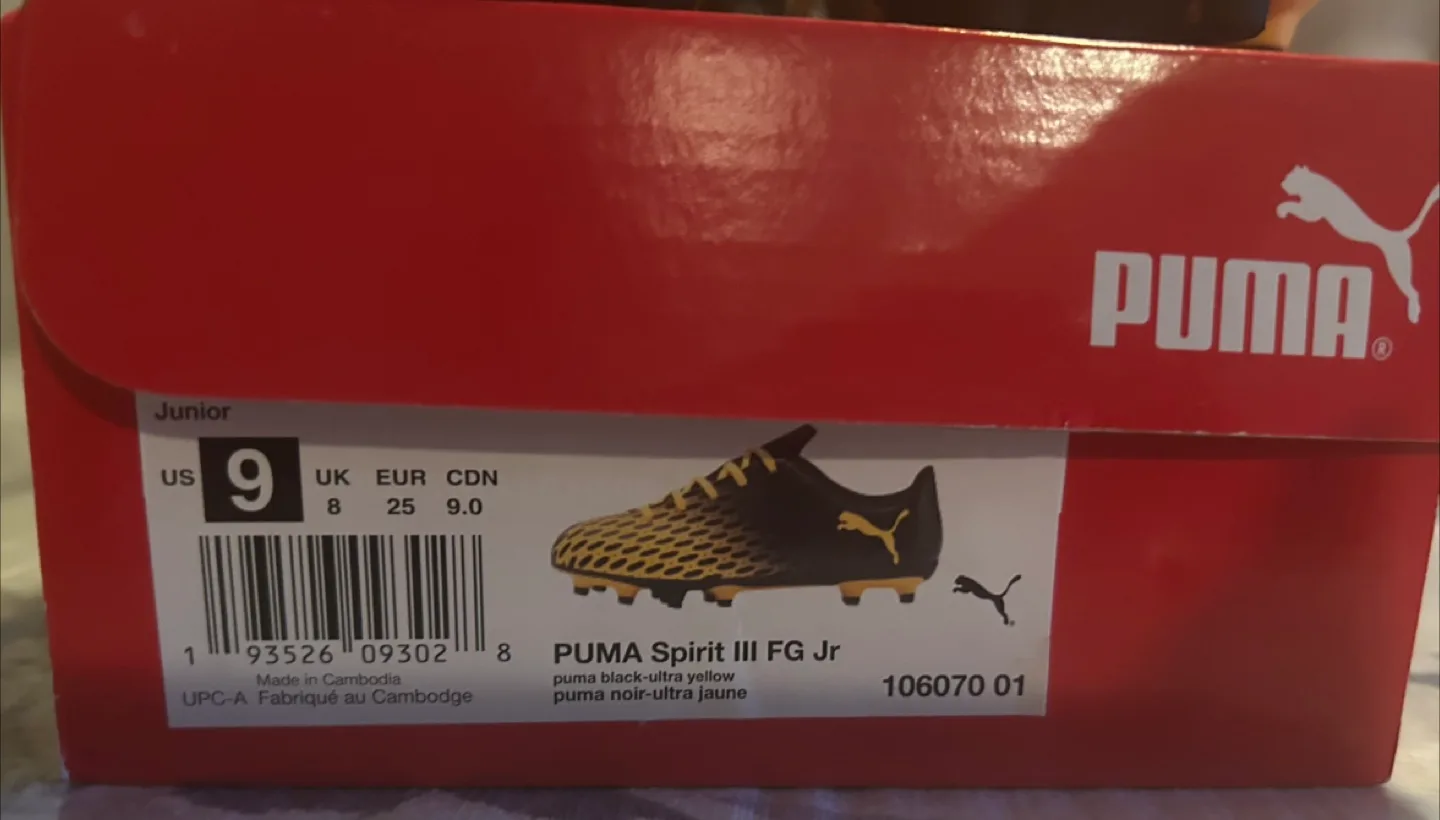 PUMA®
Junior
US 9 UK EUR CDN
8 25 9.0
1 93526 09302 8
Made in Cambodia
UPC-A Fabriqué au Cambodge
PUMA Spirit III FG Jr
puma black-ultra yellow
puma noir-ultra jaune
106070 01